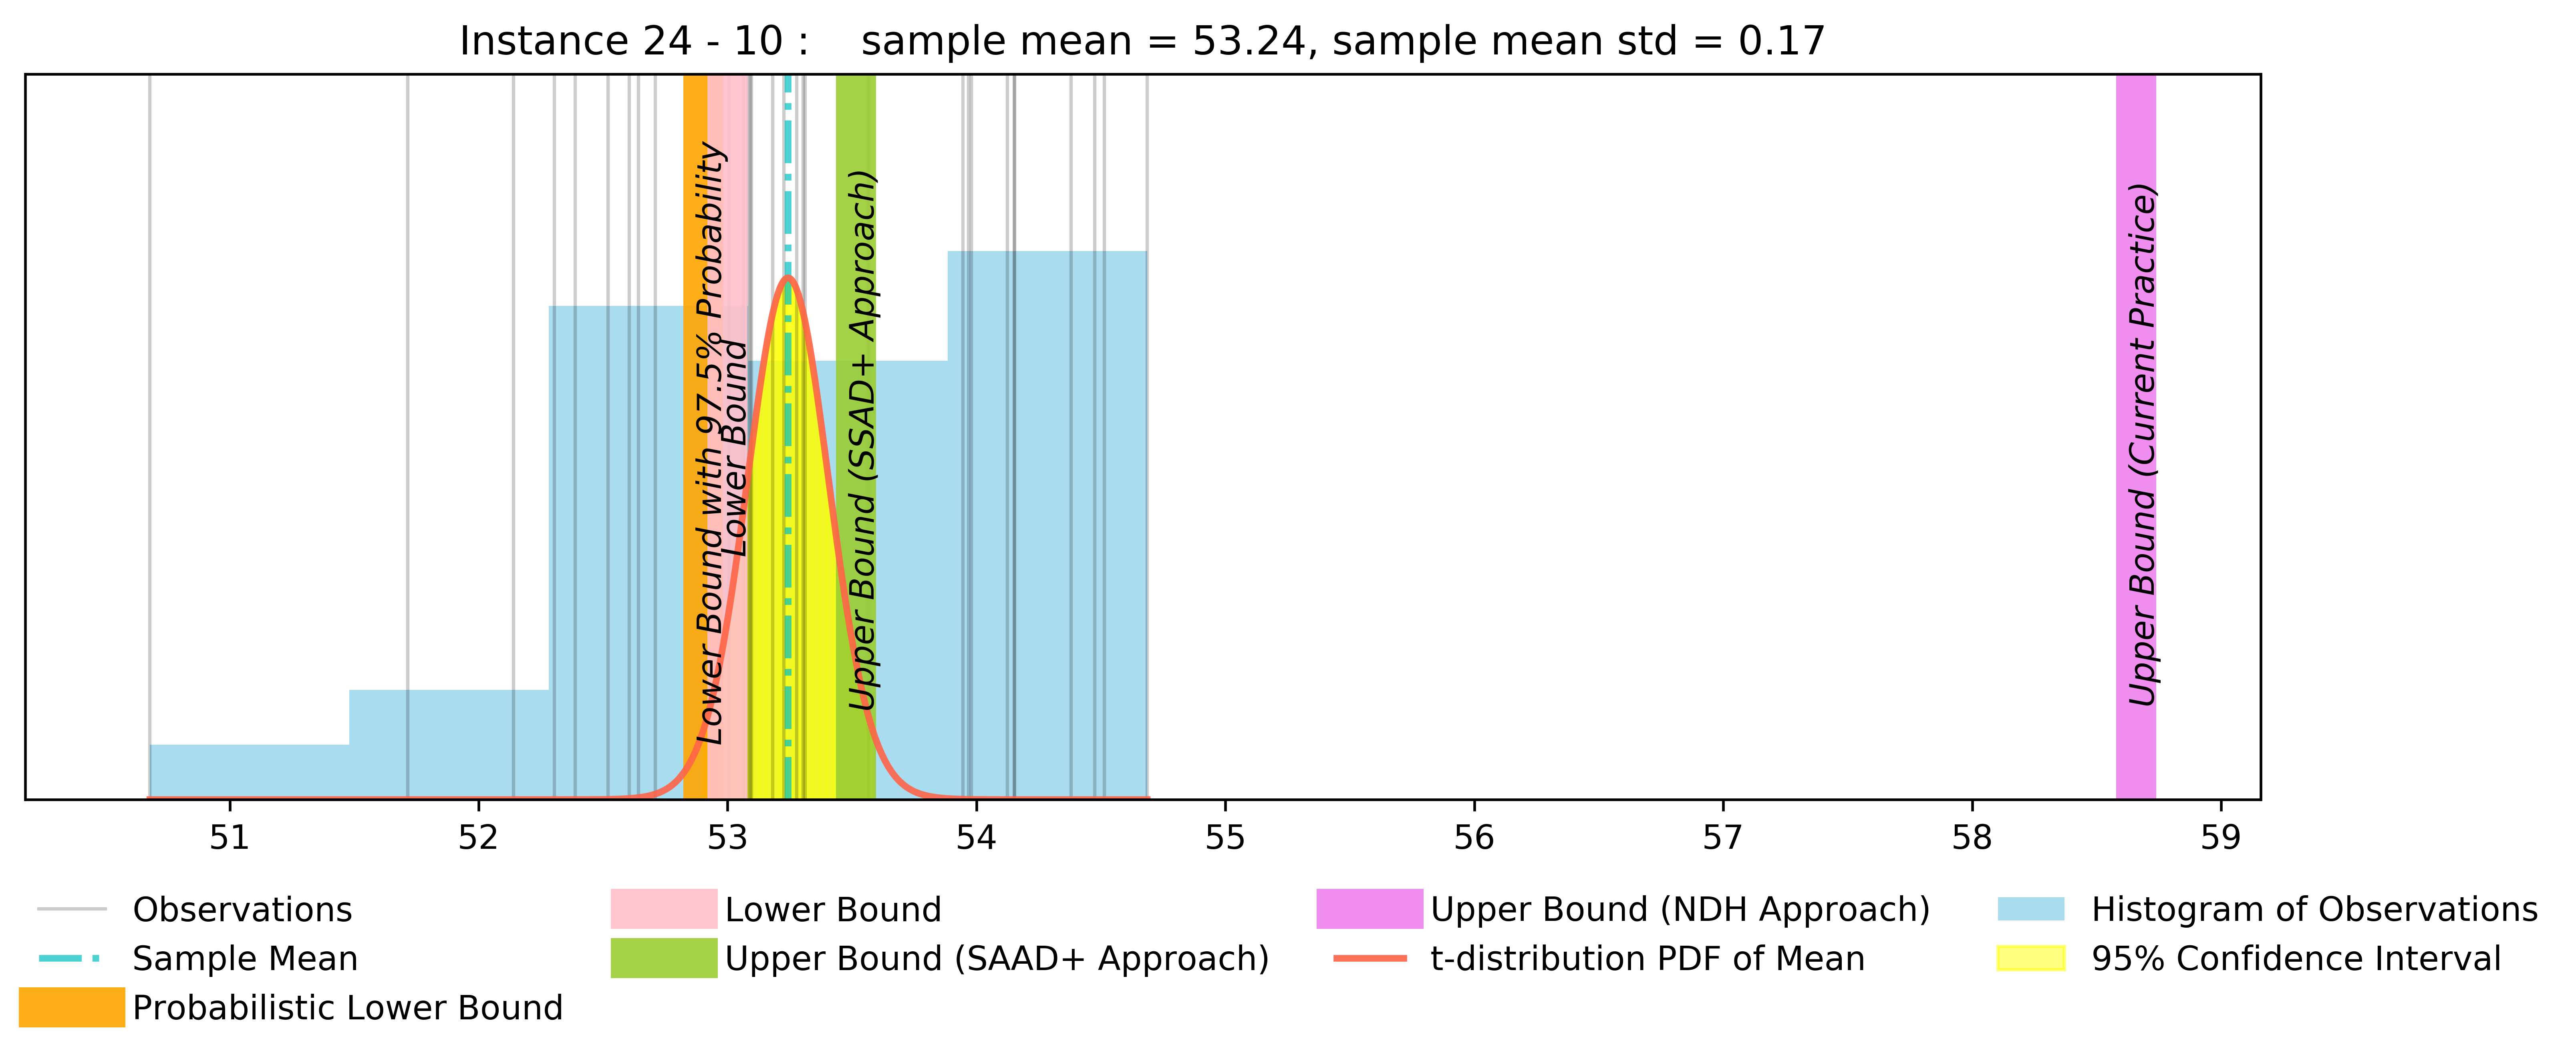 Instance 24 - 10 :    sample mean = 53.24, sample mean std = 0.17
Lower Bound with 97.5% Probability
Lower Bound
Upper Bound (SSAD+ Approach)
Upper Bound (Current Practice)
51 52 53 54 55 56 57 58 59
Observations
Sample Mean
Probabilistic Lower Bound
Lower Bound
Upper Bound (SAAD+ Approach)
Upper Bound (NDH Approach)
t-distribution PDF of Mean
Histogram of Observations
95% Confidence Interval